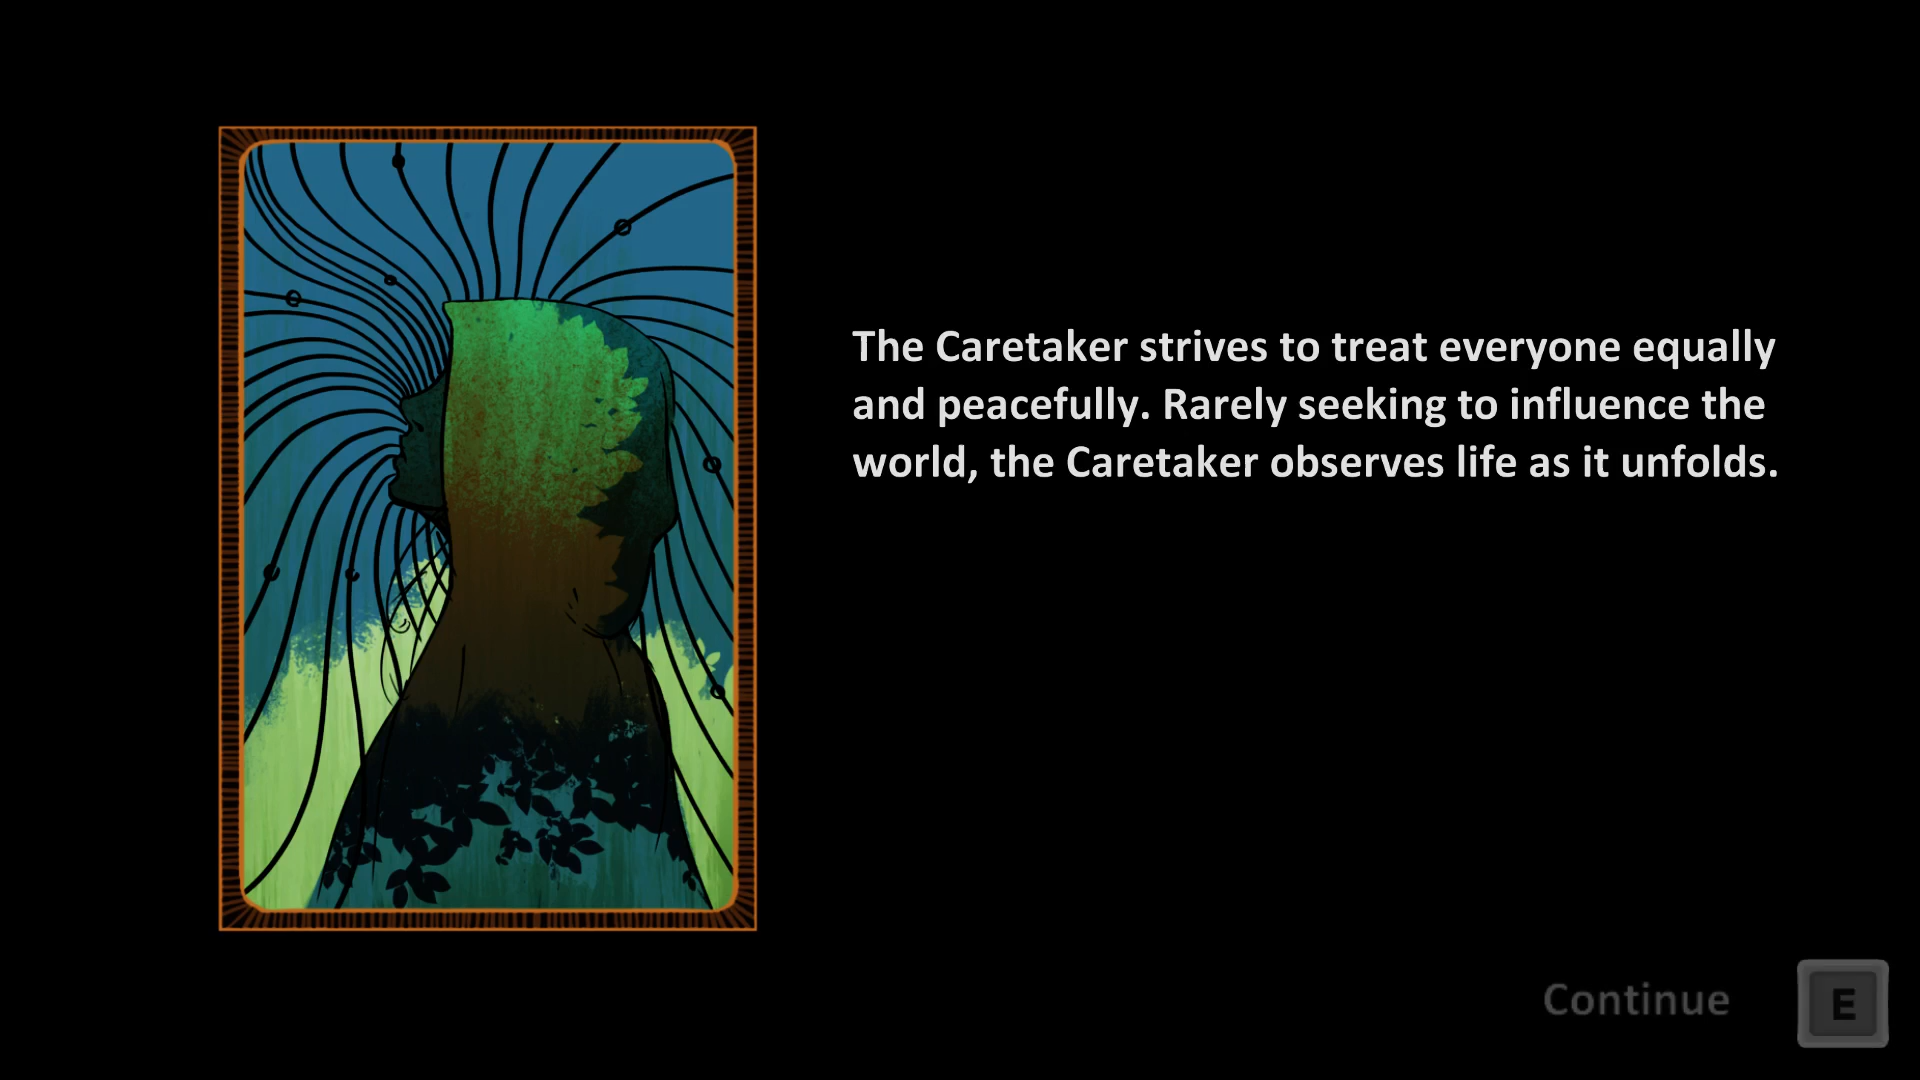 The Caretaker strives to treat everyone equally
and peacefully. Rarely seeking to influence the
world, the Caretaker observes life as it unfolds.
Continue E